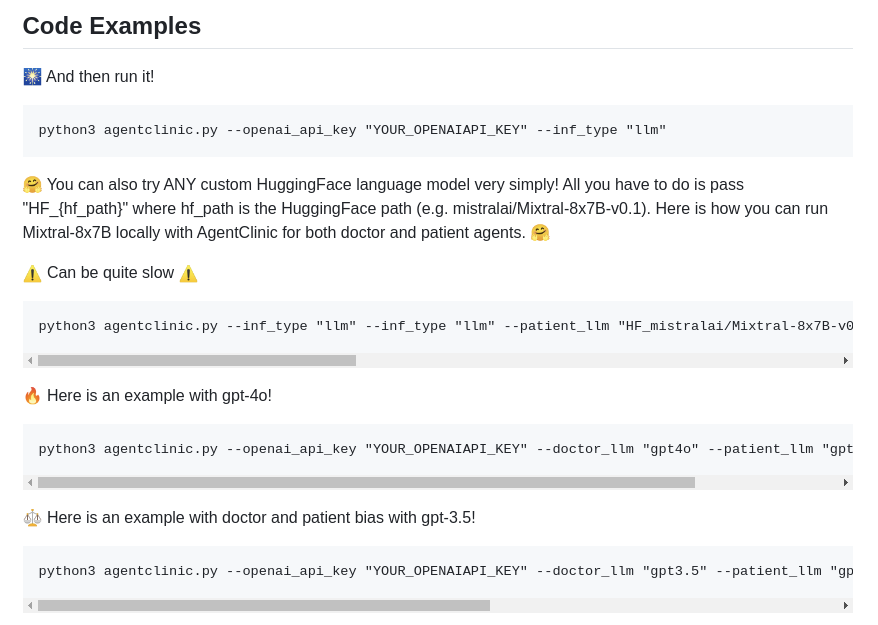 Code Examples
🎇 And then run it!
python3 agentclinic.py --openai_api_key "YOUR_OPENAIAPI_KEY" --inf_type "llm"
🤗 You can also try ANY custom HuggingFace language model very simply! All you have to do is pass
"HF_{hf_path}" where hf_path is the HuggingFace path (e.g. mistralai/Mixtral-8x7B-v0.1). Here is how you can run
Mixtral-8x7B locally with AgentClinic for both doctor and patient agents. 🤗
⚠️ Can be quite slow ⚠️
python3 agentclinic.py --inf_type "llm" --inf_type "llm" --patient_llm "HF_mistralai/Mixtral-8x7B-v0
🔥 Here is an example with gpt-4o!
python3 agentclinic.py --openai_api_key "YOUR_OPENAIAPI_KEY" --doctor_llm "gpt4o" --patient_llm "gpt
⚖️ Here is an example with doctor and patient bias with gpt-3.5!
python3 agentclinic.py --openai_api_key "YOUR_OPENAIAPI_KEY" --doctor_llm "gpt3.5" --patient_llm "gp